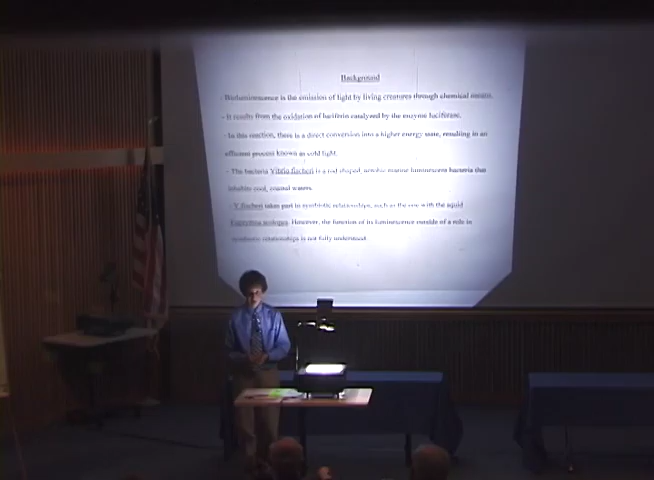 Background
- Bioluminescence is the emission of light by living creatures through chemical means.
- It results from the oxidation of luciferin catalyzed by the enzyme luciferase.
- In this reaction, there is a direct conversion into a higher energy state, resulting in an
efficient process known as cold light.
- The bacteria Vibrio fischeri is a rod shaped, aerobic marine luminescent bacteria that
inhabits cool, coastal waters.
- V. fischeri takes part in symbiotic relationships, such as the one with the squid
Euprymna scolopes. However, the function of its luminescence outside of a role in
symbiotic relationships is not fully understood.